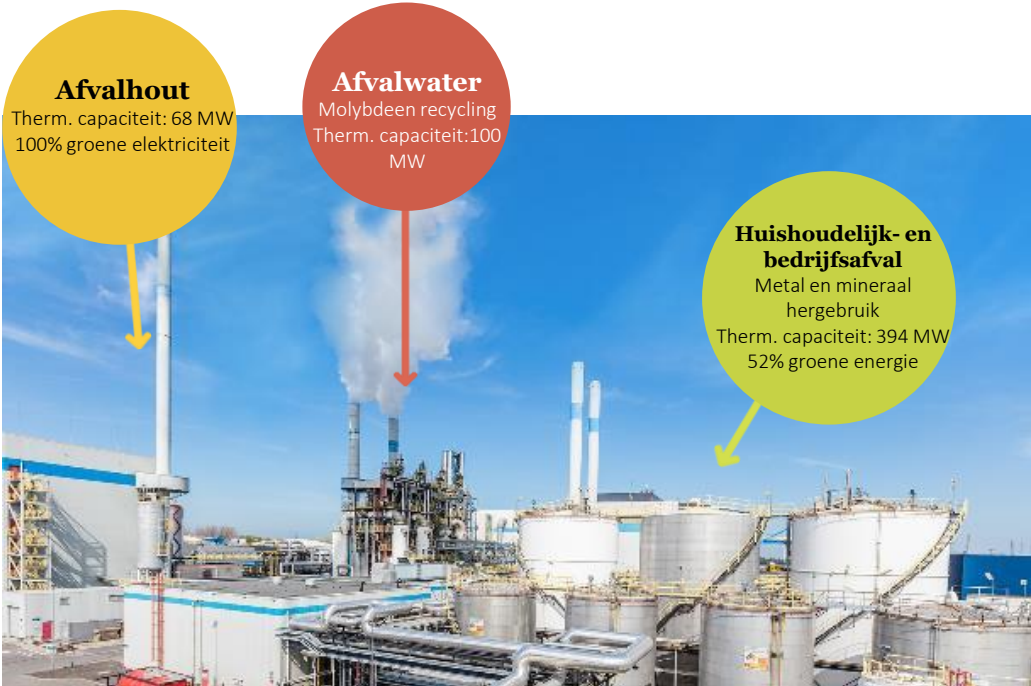 Afvalhout
Therm. capaciteit: 68 MW
100% groene elektriciteit
Afvalwater
Molybdeen recycling
Therm. capaciteit:100
MW
Huishoudelijk- en
bedrijfsafval
Metal en mineraal
hergebruik
Therm. capaciteit: 394 MW
52% groene energie